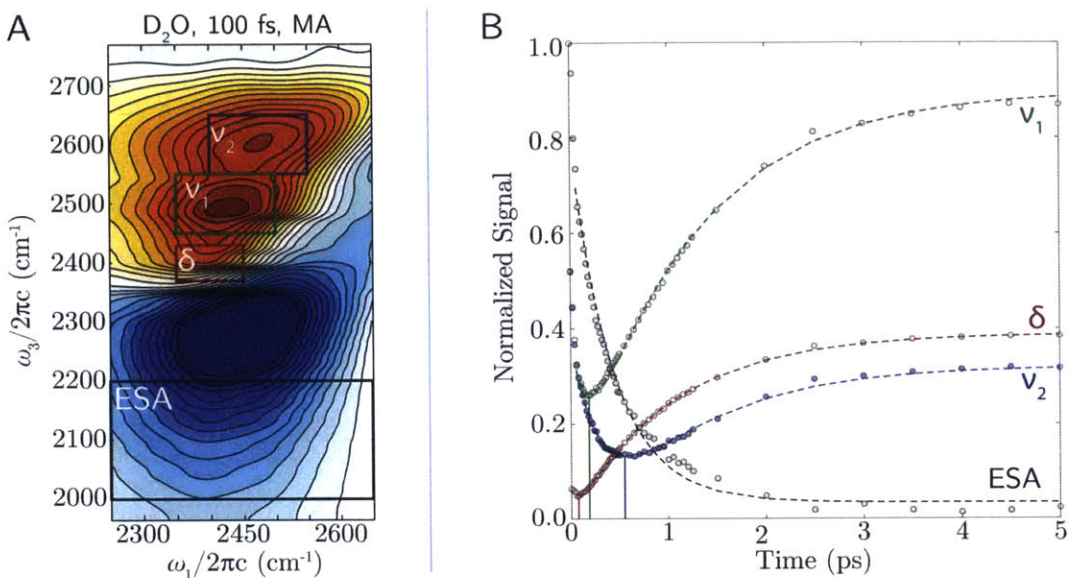 A
D₂O, 100 fs, MA
ω₃/2πc (cm⁻¹)
2700
2600
2500
2400
2300
2200
2100
2000
ν₂
ν₁
δ
ESA
2300
2450
2600
ω₁/2πc (cm⁻¹)
B
Normalized Signal
1.0
0.8
0.6
0.4
0.2
0.0
ν₁
δ
ν₂
ESA
0
1
2
3
4
5
Time (ps)